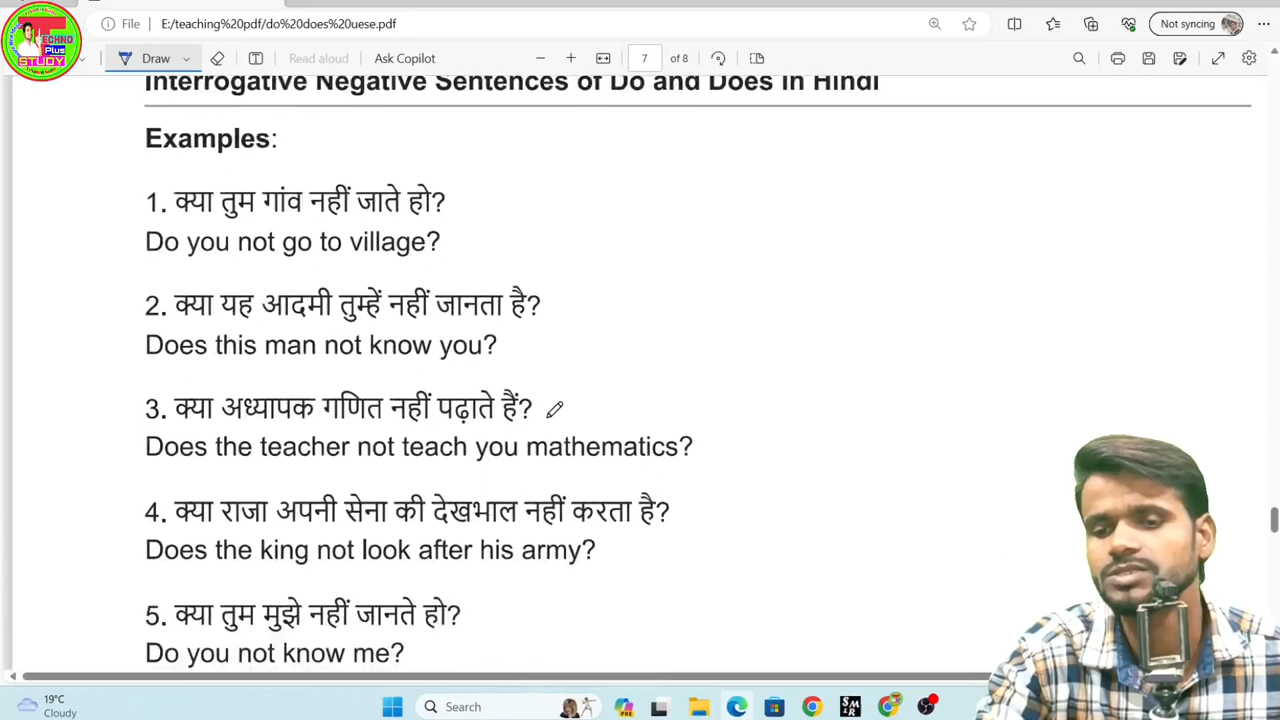 TECHNO
Plus
STUDY
File
E:/teaching%20pdf/do%20does%20uese.pdf
Not syncing
Draw
Read aloud
Ask Copilot
7
of 8
Interrogative Negative Sentences of Do and Does in Hindi
Examples:
1. क्या तुम गांव नहीं जाते हो?
Do you not go to village?
2. क्या यह आदमी तुम्हें नहीं जानता है?
Does this man not know you?
3. क्या अध्यापक गणित नहीं पढ़ाते हैं?
Does the teacher not teach you mathematics?
4. क्या राजा अपनी सेना की देखभाल नहीं करता है?
Does the king not look after his army?
5. क्या तुम मुझे नहीं जानते हो?
Do you not know me?
19°C
Cloudy
Search
PRE